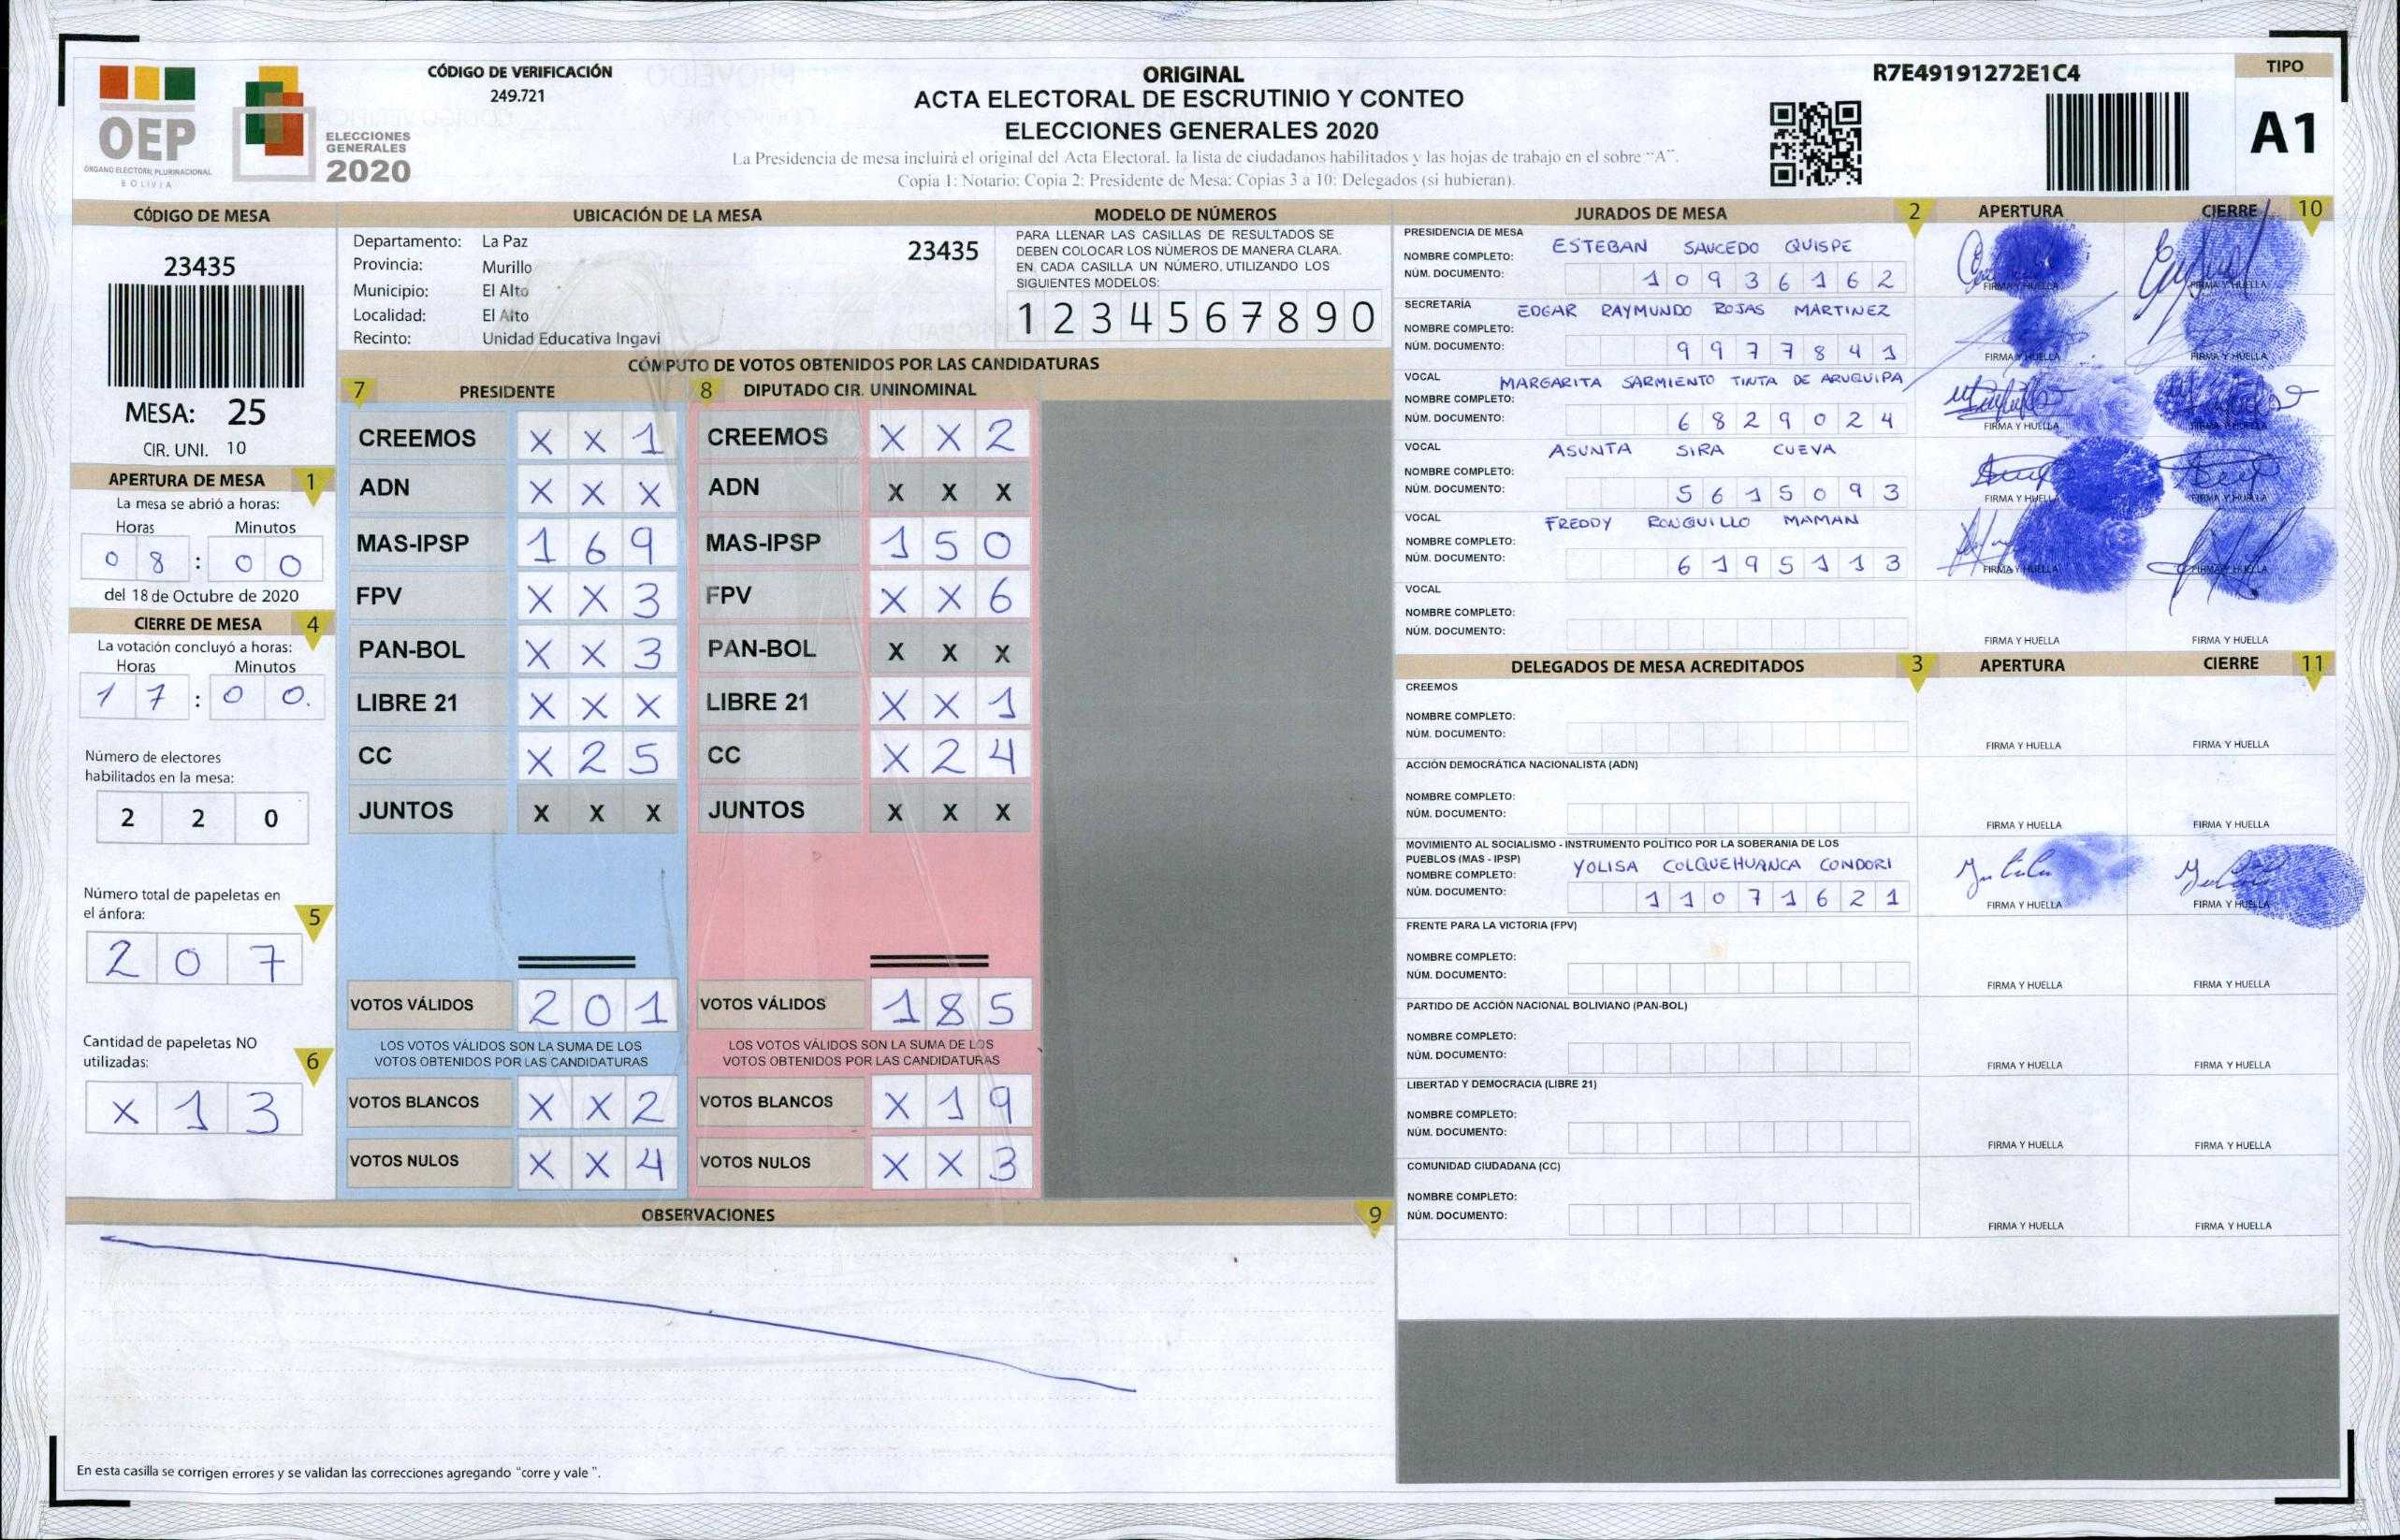 CÓDIGO DE VERIFICACIÓN
249.721
OEP
ÓRGANO ELECTORAL PLURINACIONAL
BOLIVIA
ELECCIONES
GENERALES
2020
ORIGINAL
ACTA ELECTORAL DE ESCRUTINIO Y CONTEO
ELECCIONES GENERALES 2020
La Presidencia de mesa incluirá el original del Acta Electoral, la lista de ciudadanos habilitados y las hojas de trabajo en el sobre "A".
Copia 1: Notario; Copia 2: Presidente de Mesa; Copias 3 a 10: Delegados (si hubieran).
R7E49191272E1C4
TIPO
A1
CÓDIGO DE MESA
23435
MESA: 25
CIR. UNI. 10
APERTURA DE MESA 1
La mesa se abrió a horas:
Horas Minutos
0 8 : 0 0
del 18 de Octubre de 2020
CIERRE DE MESA 4
La votación concluyó a horas:
Horas Minutos
1 7 : 0 0.
Número de electores
habilitados en la mesa:
2 2 0
Número total de papeletas en
el ánfora: 5
2 0 7
Cantidad de papeletas NO
utilizadas: 6
X 1 3
UBICACIÓN DE LA MESA
Departamento: La Paz 23435
Provincia: Murillo
Municipio: El Alto
Localidad: El Alto
Recinto: Unidad Educativa Ingavi
MODELO DE NÚMEROS
PARA LLENAR LAS CASILLAS DE RESULTADOS SE
DEBEN COLOCAR LOS NÚMEROS DE MANERA CLARA.
EN CADA CASILLA UN NÚMERO, UTILIZANDO LOS
SIGUIENTES MODELOS:
1 2 3 4 5 6 7 8 9 0
CÓMPUTO DE VOTOS OBTENIDOS POR LAS CANDIDATURAS
7 PRESIDENTE
CREEMOS X X 1
ADN X X X
MAS-IPSP 1 6 9
FPV X X 3
PAN-BOL X X 3
LIBRE 21 X X X
CC X 2 5
JUNTOS X X X
VOTOS VÁLIDOS 2 0 1
LOS VOTOS VÁLIDOS SON LA SUMA DE LOS
VOTOS OBTENIDOS POR LAS CANDIDATURAS
VOTOS BLANCOS X X 2
VOTOS NULOS X X 4
8 DIPUTADO CIR. UNINOMINAL
CREEMOS X X 2
ADN X X X
MAS-IPSP 1 5 0
FPV X X 6
PAN-BOL X X X
LIBRE 21 X X 1
CC X 2 4
JUNTOS X X X
VOTOS VÁLIDOS 1 8 5
LOS VOTOS VÁLIDOS SON LA SUMA DE LOS
VOTOS OBTENIDOS POR LAS CANDIDATURAS
VOTOS BLANCOS X 1 9
VOTOS NULOS X X 3
OBSERVACIONES 9
En esta casilla se corrigen errores y se validan las correcciones agregando "corre y vale".
JURADOS DE MESA 2 APERTURA CIERRE 10
PRESIDENCIA DE MESA
NOMBRE COMPLETO: ESTEBAN SAUCEDO QUISPE
NÚM. DOCUMENTO: 1 0 9 3 6 1 6 2
FIRMA Y HUELLA FIRMA Y HUELLA
SECRETARÍA
NOMBRE COMPLETO: EDGAR RAYMUNDO ROJAS MARTINEZ
NÚM. DOCUMENTO: 9 9 7 7 8 4 1
FIRMA Y HUELLA FIRMA Y HUELLA
VOCAL
NOMBRE COMPLETO: MARGARITA SARMIENTO TINTA DE ARUQUIPA
NÚM. DOCUMENTO: 6 8 2 9 0 2 4
FIRMA Y HUELLA FIRMA Y HUELLA
VOCAL
NOMBRE COMPLETO: ASUNTA SIRA CUEVA
NÚM. DOCUMENTO: 5 6 1 5 0 9 3
FIRMA Y HUELLA FIRMA Y HUELLA
VOCAL
NOMBRE COMPLETO: FREDDY RONQUILLO MAMAN
NÚM. DOCUMENTO: 6 1 9 5 1 1 3
FIRMA Y HUELLA FIRMA Y HUELLA
VOCAL
NOMBRE COMPLETO:
NÚM. DOCUMENTO:
FIRMA Y HUELLA FIRMA Y HUELLA
DELEGADOS DE MESA ACREDITADOS 3 APERTURA CIERRE 11
CREEMOS
NOMBRE COMPLETO:
NÚM. DOCUMENTO:
FIRMA Y HUELLA FIRMA Y HUELLA
ACCIÓN DEMOCRÁTICA NACIONALISTA (ADN)
NOMBRE COMPLETO:
NÚM. DOCUMENTO:
FIRMA Y HUELLA FIRMA Y HUELLA
MOVIMIENTO AL SOCIALISMO - INSTRUMENTO POLÍTICO POR LA SOBERANIA DE LOS
PUEBLOS (MAS - IPSP)
NOMBRE COMPLETO: YOLISA COLQUEHUANCA CONDORI
NÚM. DOCUMENTO: 1 1 0 7 1 6 2 1
FIRMA Y HUELLA FIRMA Y HUELLA
FRENTE PARA LA VICTORIA (FPV)
NOMBRE COMPLETO:
NÚM. DOCUMENTO:
FIRMA Y HUELLA FIRMA Y HUELLA
PARTIDO DE ACCIÓN NACIONAL BOLIVIANO (PAN-BOL)
NOMBRE COMPLETO:
NÚM. DOCUMENTO:
FIRMA Y HUELLA FIRMA Y HUELLA
LIBERTAD Y DEMOCRACIA (LIBRE 21)
NOMBRE COMPLETO:
NÚM. DOCUMENTO:
FIRMA Y HUELLA FIRMA Y HUELLA
COMUNIDAD CIUDADANA (CC)
NOMBRE COMPLETO:
NÚM. DOCUMENTO:
FIRMA Y HUELLA FIRMA Y HUELLA